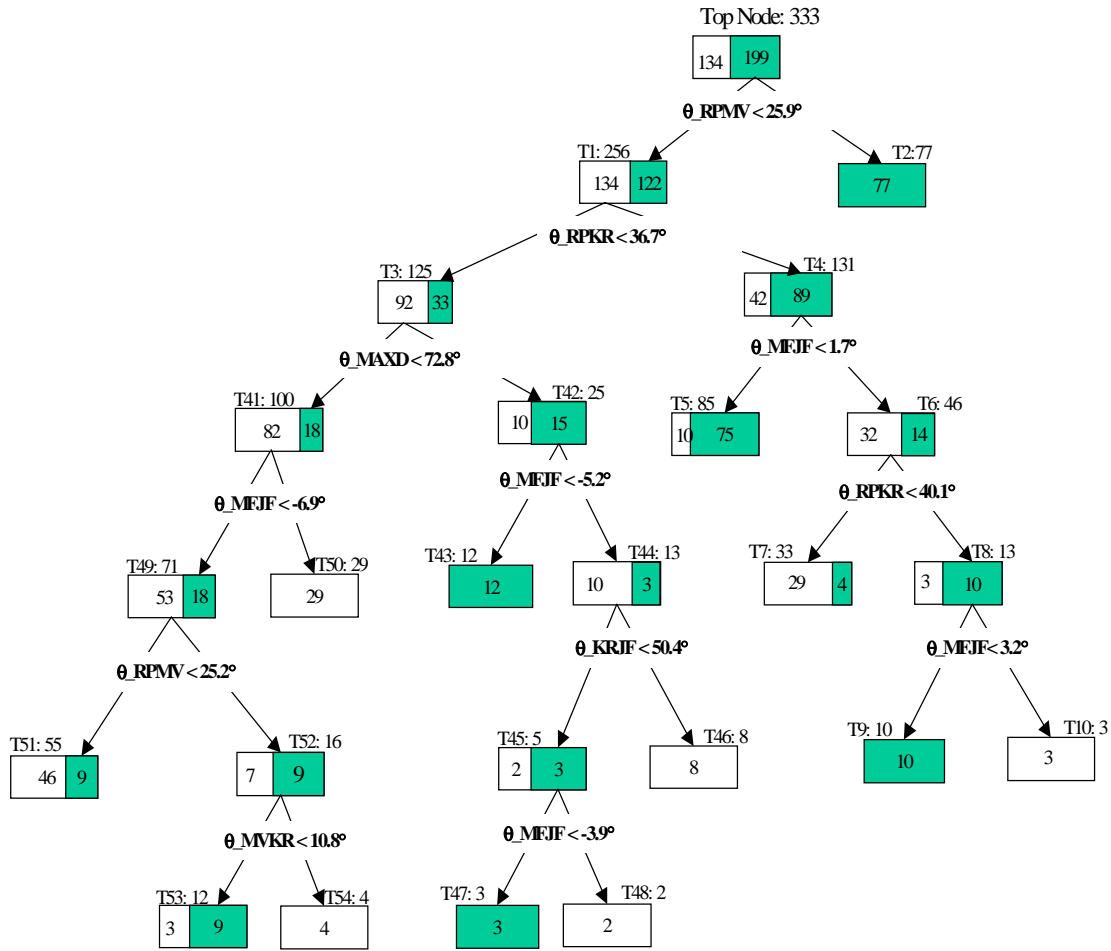 Top Node: 333
134 199
θ_RPMV < 25.9°
T1: 256 T2:77
134 122 77
θ_RPKR < 36.7°
T3: 125 T4: 131
92 33 42 89
θ_MAXD < 72.8° θ_MFJF < 1.7°
T41: 100 T42: 25 T5: 85 T6: 46
82 18 10 15 10 75 32 14
θ_MFJF < -6.9° θ_MFJF < -5.2° θ_RPKR < 40.1°
T49: 71 T50: 29 T43: 12 T44: 13 T7: 33 T8: 13
53 18 29 12 10 3 29 4 3 10
θ_RPMV < 25.2° θ_KRJF < 50.4° θ_MFJF < 3.2°
T51: 55 T52: 16 T45: 5 T46: 8 T9: 10 T10: 3
46 9 7 9 2 3 8 10 3
θ_MVKR < 10.8° θ_MFJF < -3.9°
T53: 12 T54: 4 T47: 3 T48: 2
3 9 4 3 2